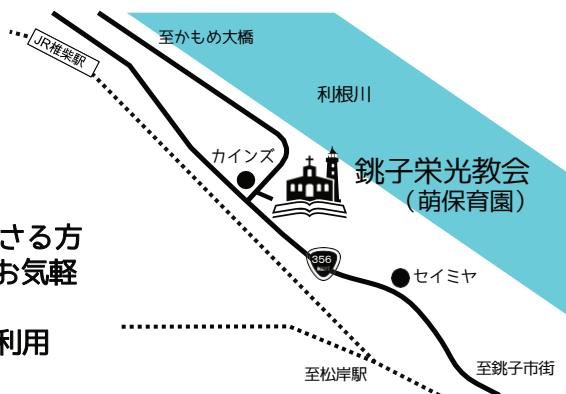 至かもめ大橋
JR椎柴駅
利根川
カインズ
銚子栄光教会
（萌保育園）
さる方
お気軽
356
セイミヤ
利用
至松岸駅
至銚子市街